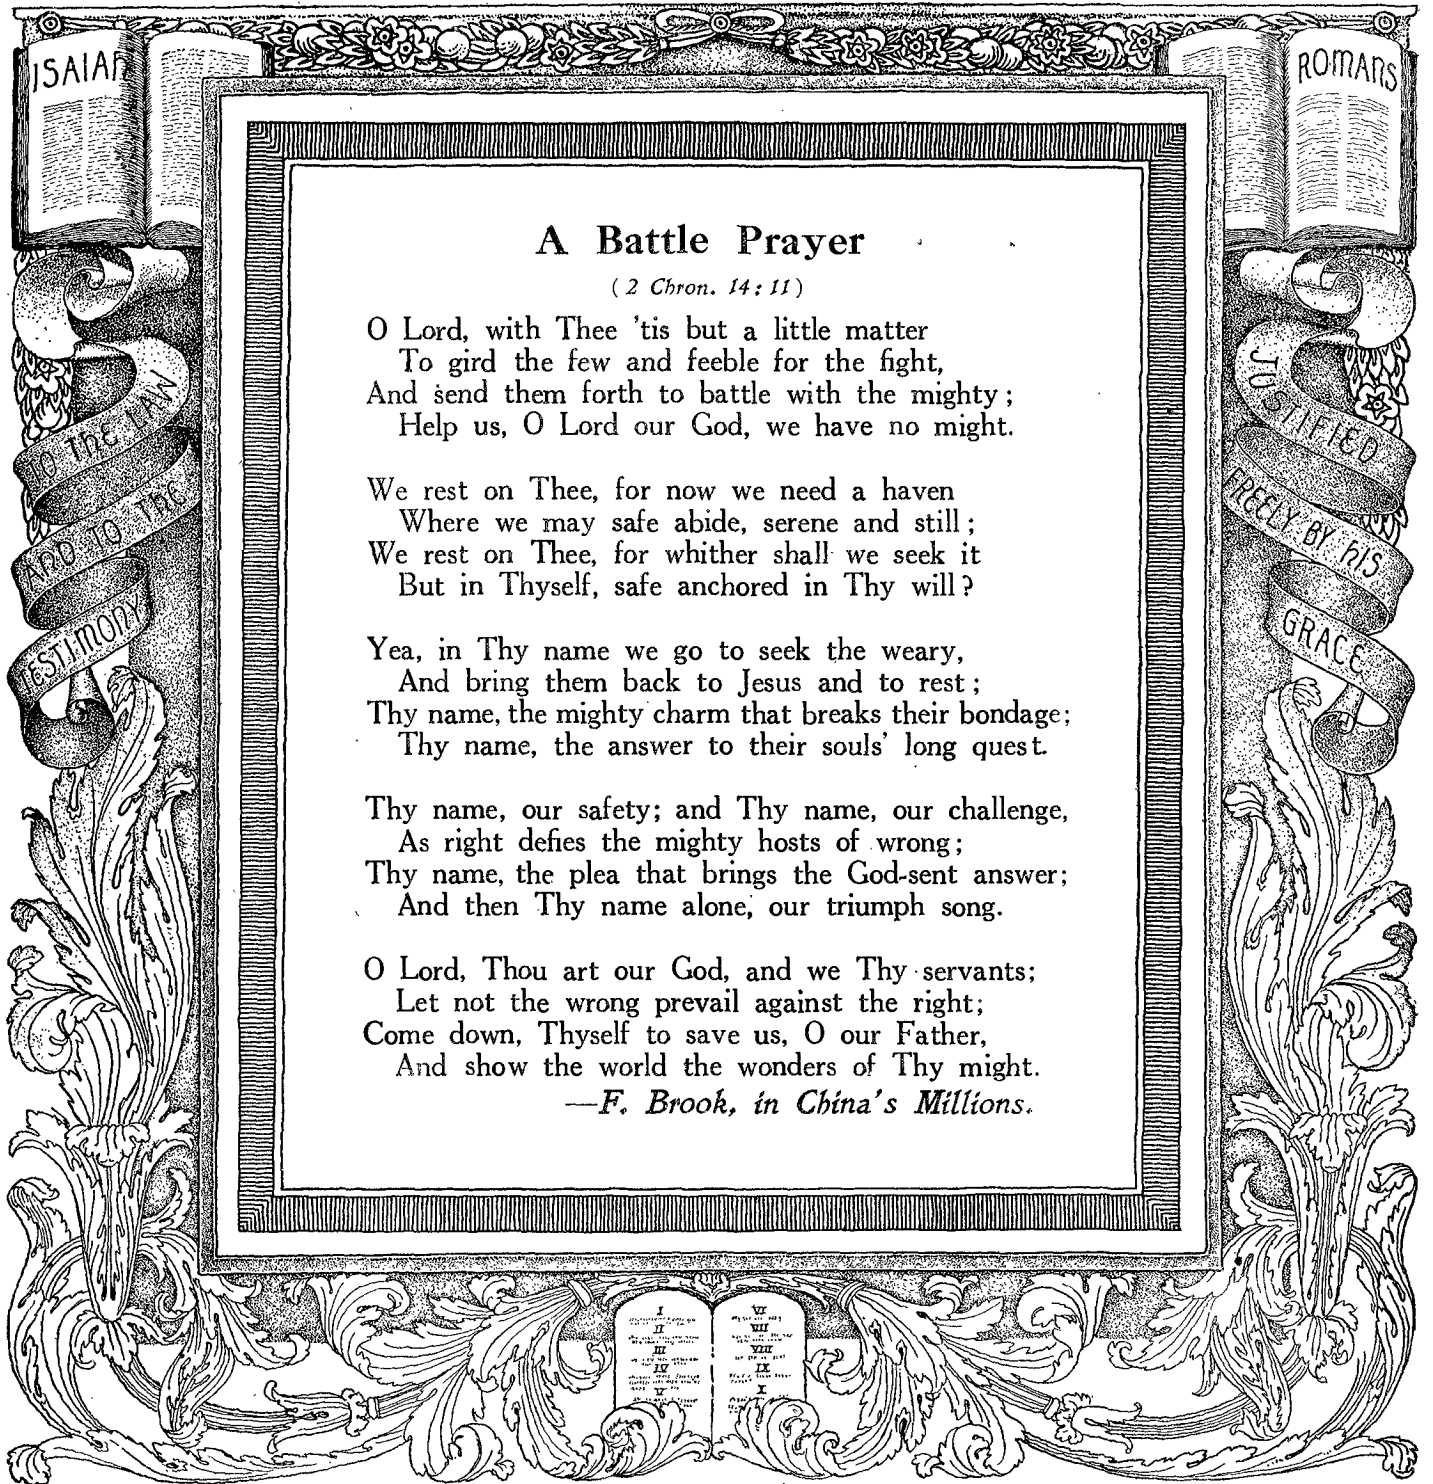 ISAIAH
ROMANS
A Battle Prayer
(2 Chron. 14:11)
O Lord, with Thee 'tis but a little matter
To gird the few and feeble for the fight,
And send them forth to battle with the mighty;
Help us, O Lord our God, we have no might.
We rest on Thee, for now we need a haven
Where we may safe abide, serene and still;
We rest on Thee, for whither shall we seek it
But in Thyself, safe anchored in Thy will?
Yea, in Thy name we go to seek the weary,
And bring them back to Jesus and to rest;
Thy name, the mighty charm that breaks their bondage;
Thy name, the answer to their souls' long quest.
Thy name, our safety; and Thy name, our challenge,
As right defies the mighty hosts of wrong;
Thy name, the plea that brings the God-sent answer;
And then Thy name alone, our triumph song.
O Lord, Thou art our God, and we Thy servants;
Let not the wrong prevail against the right;
Come down, Thyself to save us, O our Father,
And show the world the wonders of Thy might.
—F. Brook, in China's Millions.
TO THE LAW
AND TO THE
TESTIMONY
JUSTIFIED
FREELY BY HIS
GRACE
I
II
III
IV
V
VI
VII
VIII
IX
X